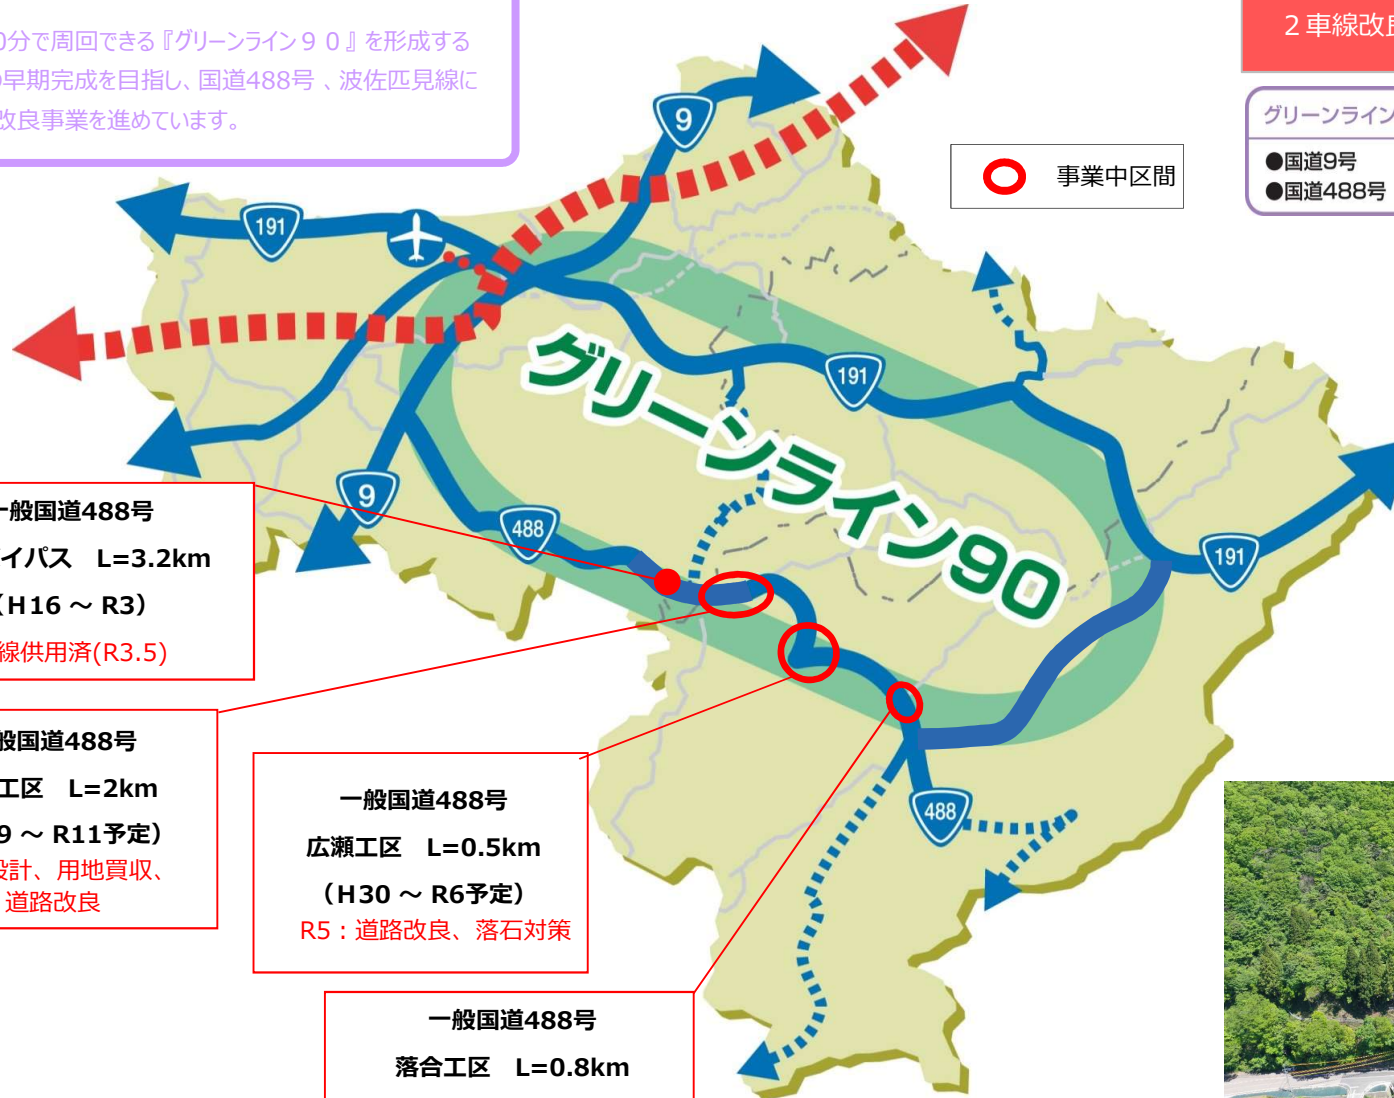 0分で周回できる『グリーンライン９０』を形成する
の早期完成を目指し、国道488号 、波佐匹見線に
改良事業を進めています。
２車線改良
グリーンライン
●国道9号
●国道488号
事業中区間
9
191
191
グリーンライン90
9
488
191
488
一般国道488号
イパス　L=3.2km
（H16 ～ R3）
線供用済(R3.5)
般国道488号
工区　L=2km
9 ～ R11予定）
設計、用地買収、
道路改良
一般国道488号
広瀬工区　L=0.5km
（H30 ～ R6予定）
R5：道路改良、落石対策
一般国道488号
落合工区　L=0.8km